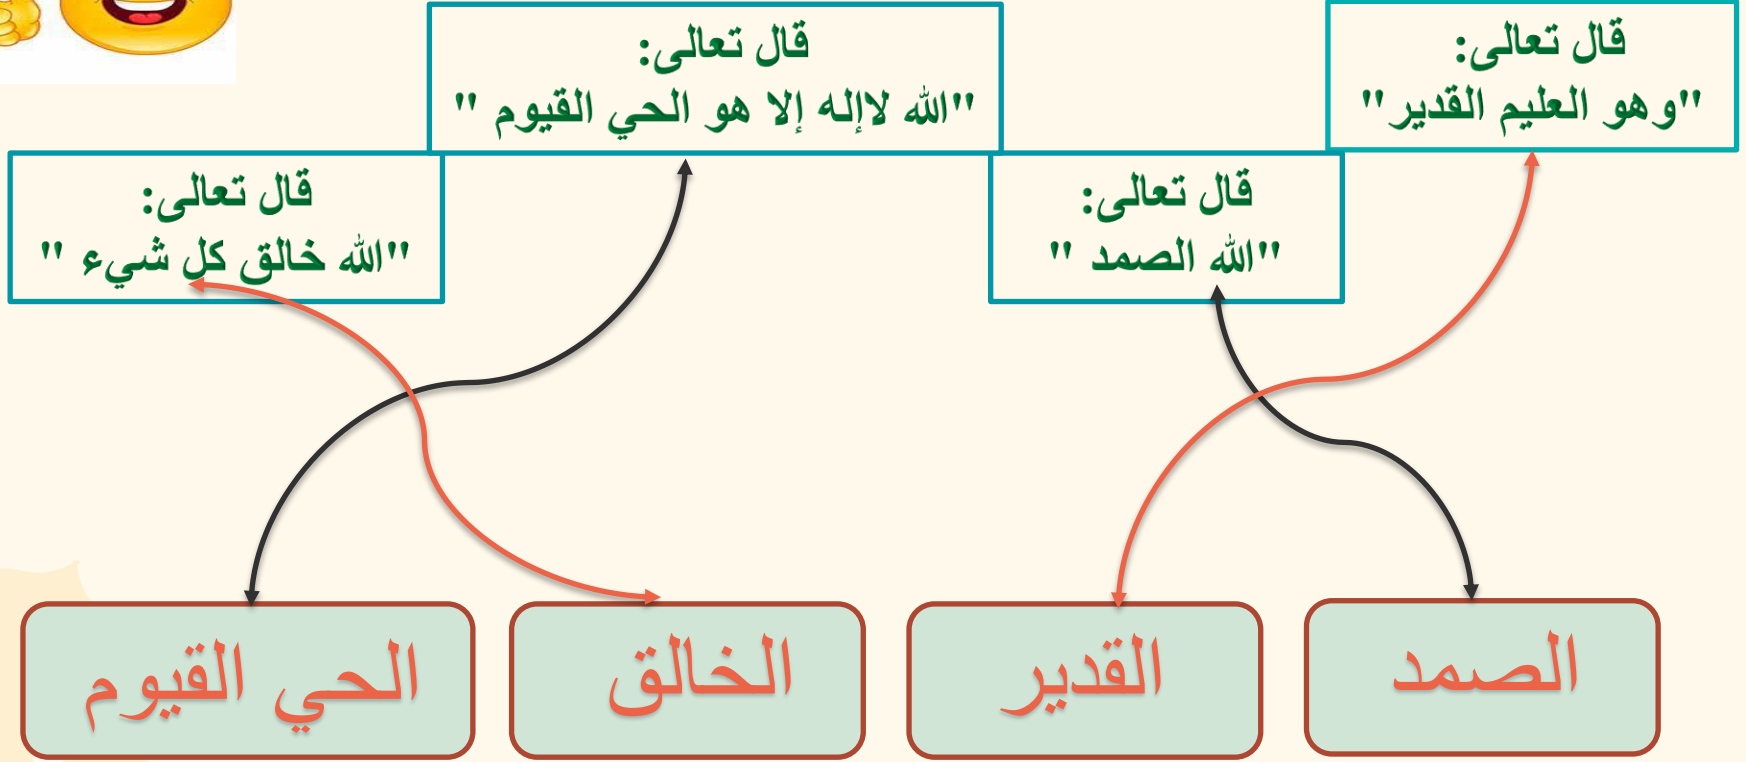 قال تعالى:
"وهو العليم القدير"
قال تعالى:
"الله لاإله إلا هو الحي القيوم "
قال تعالى:
"الله الصمد "
قال تعالى:
"الله خالق كل شيء "
الصمد
القدير
الخالق
الحي القيوم